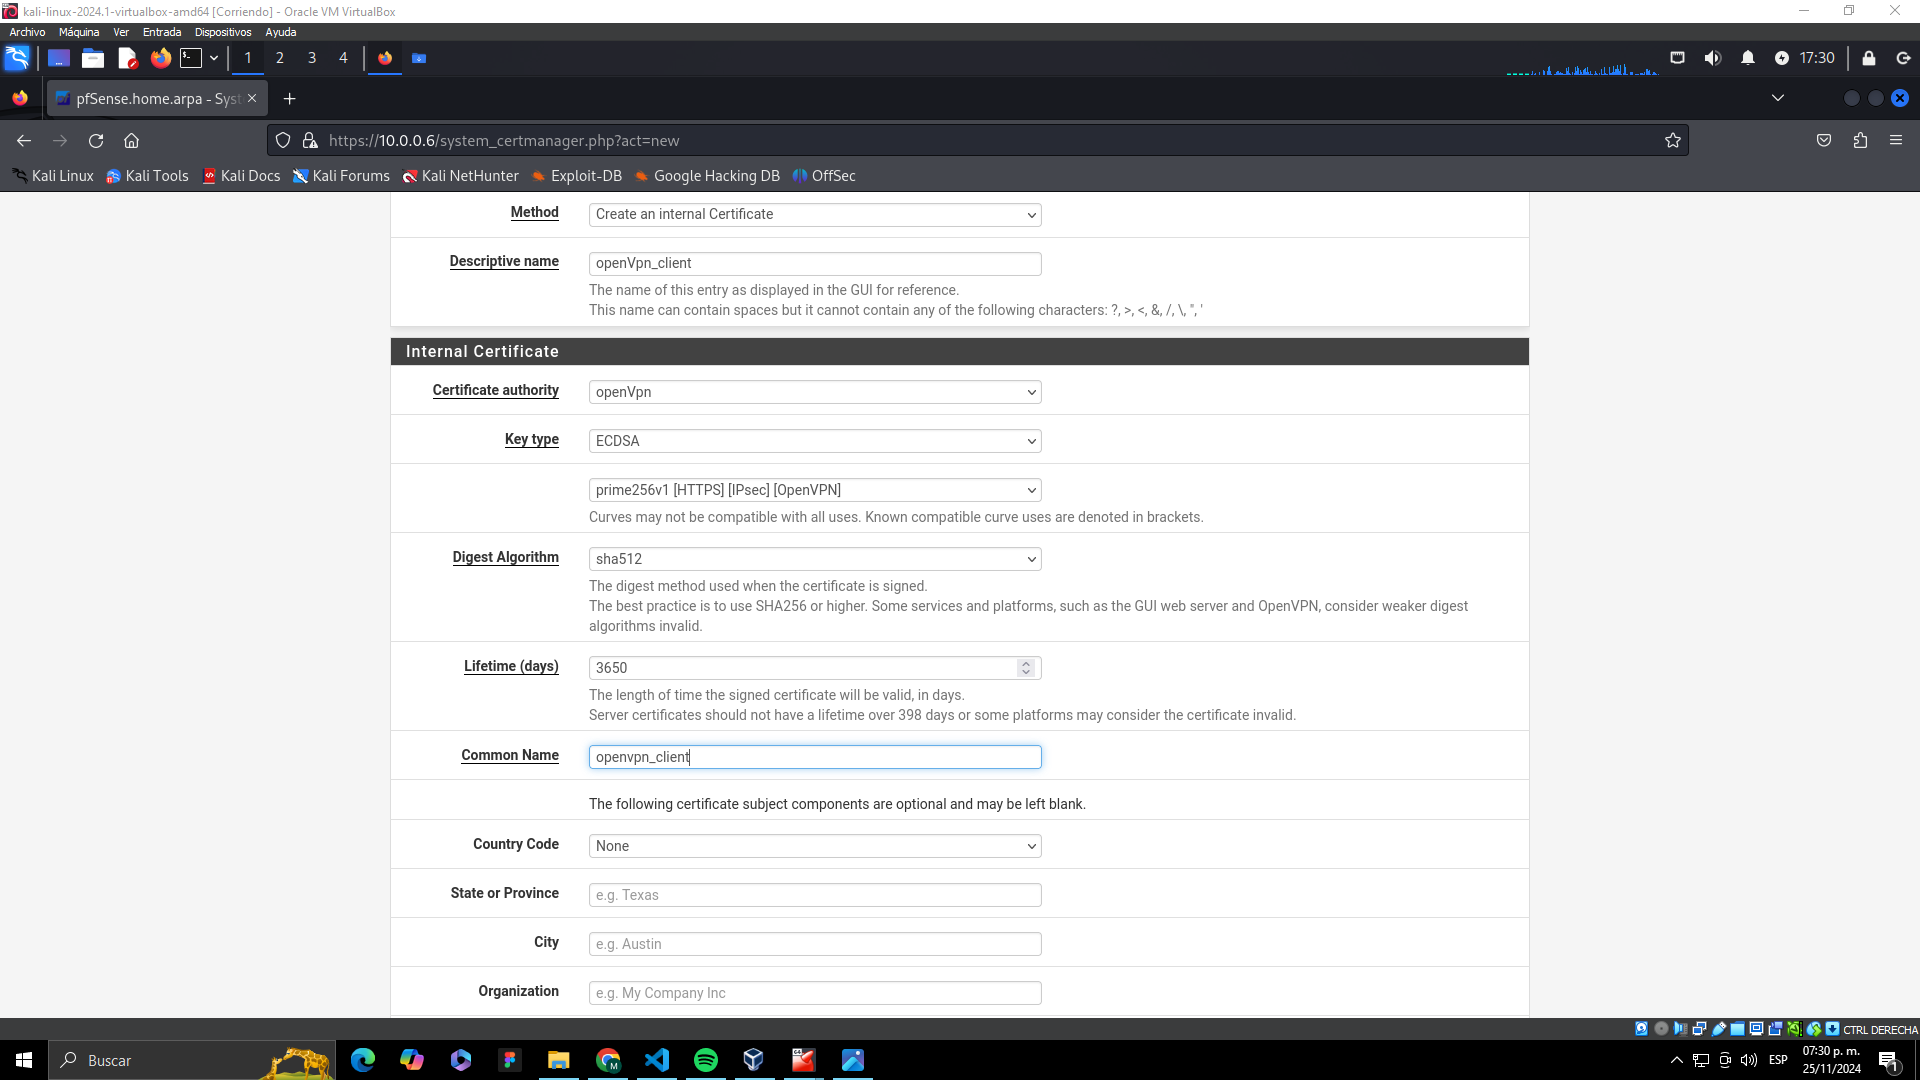 kali-linux-2024.1-virtualbox-amd64 [Corriendo] - Oracle VM VirtualBox
Archivo Máquina Ver Entrada Dispositivos Ayuda
1 2 3 4 17:30
pfSense.home.arpa - Syst
https://10.0.0.6/system_certmanager.php?act=new
Kali Linux Kali Tools Kali Docs Kali Forums Kali NetHunter Exploit-DB Google Hacking DB OffSec
Method Create an internal Certificate
Descriptive name openVpn_client
The name of this entry as displayed in the GUI for reference.
This name can contain spaces but it cannot contain any of the following characters: ?, >, <, &, /, \, ", '
Internal Certificate
Certificate authority openVpn
Key type ECDSA
prime256v1 [HTTPS] [IPsec] [OpenVPN]
Curves may not be compatible with all uses. Known compatible curve uses are denoted in brackets.
Digest Algorithm sha512
The digest method used when the certificate is signed.
The best practice is to use SHA256 or higher. Some services and platforms, such as the GUI web server and OpenVPN, consider weaker digest
algorithms invalid.
Lifetime (days) 3650
The length of time the signed certificate will be valid, in days.
Server certificates should not have a lifetime over 398 days or some platforms may consider the certificate invalid.
Common Name openvpn_client
The following certificate subject components are optional and may be left blank.
Country Code None
State or Province e.g. Texas
City e.g. Austin
Organization e.g. My Company Inc
CTRL DERECHA
Buscar
ESP
07:30 p. m.
25/11/2024
1